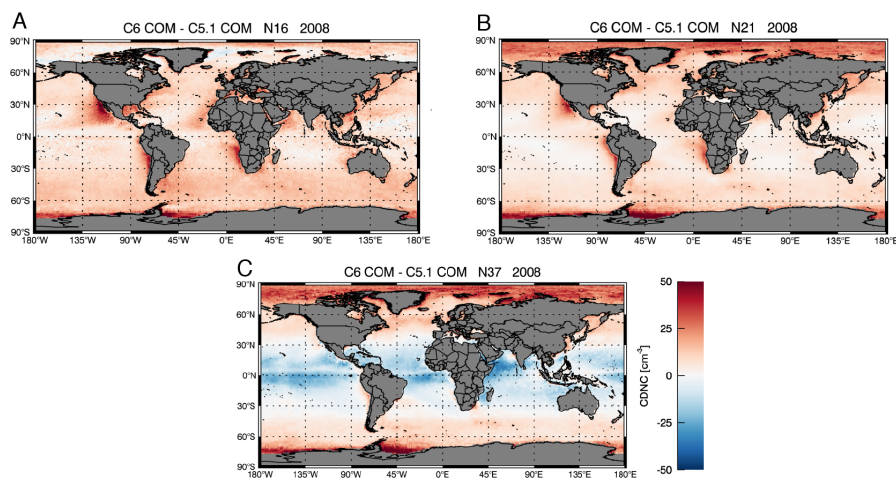 A
C6 COM - C5.1 COM N16 2008
90°N
60°N
30°N
0°N
30°S
60°S
90°S
180°W 135°W 90°W 45°W 0°E 45°E 90°E 135°E 180°E
B
C6 COM - C5.1 COM N21 2008
90°N
60°N
30°N
0°N
30°S
60°S
90°S
180°W 135°W 90°W 45°W 0°E 45°E 90°E 135°E 180°E
C
C6 COM - C5.1 COM N37 2008
90°N
60°N
30°N
0°N
30°S
60°S
90°S
180°W 135°W 90°W 45°W 0°E 45°E 90°E 135°E 180°E
50
25
0
-25
-50
CDNC [cm⁻³]